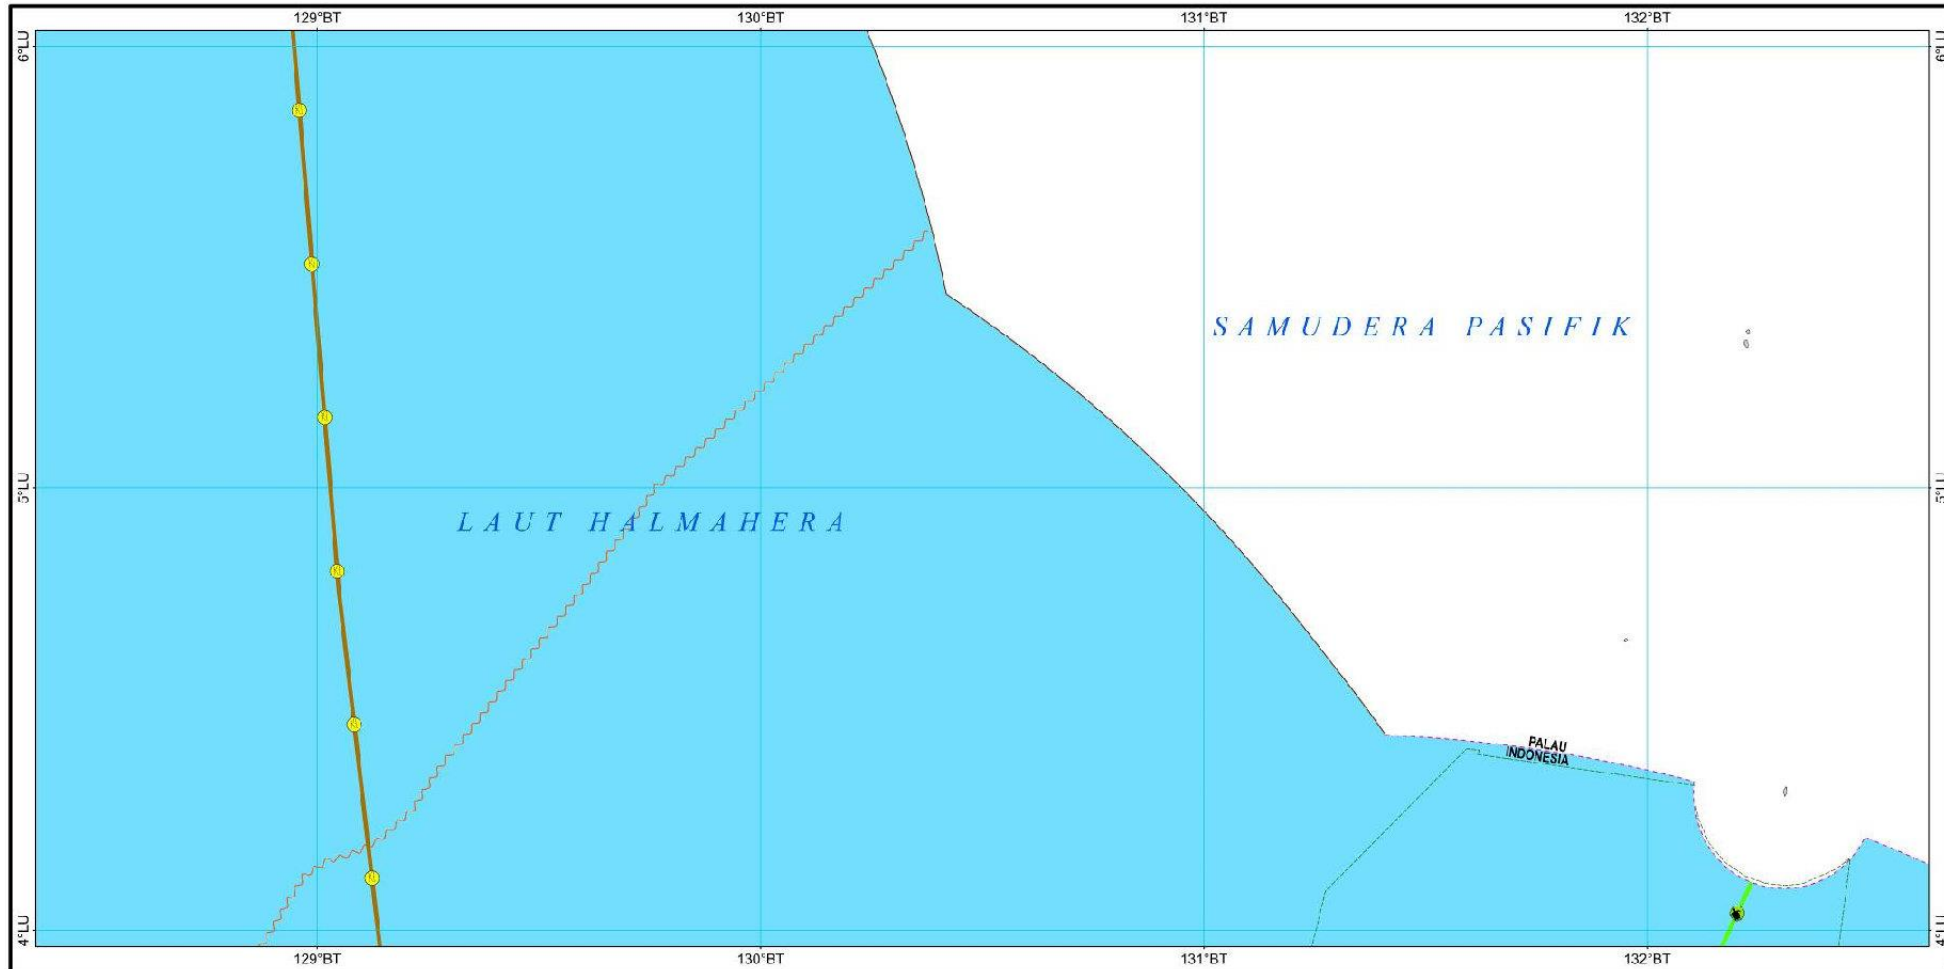 129°BT 130°BT 131°BT 132°BT
6°LU 6°LU
SAMUDERA PASIFIK
5°LU 5°LU
LAUT HALMAHERA
PALAU
INDONESIA
4°LU 4°LU
129°BT 130°BT 131°BT 132°BT